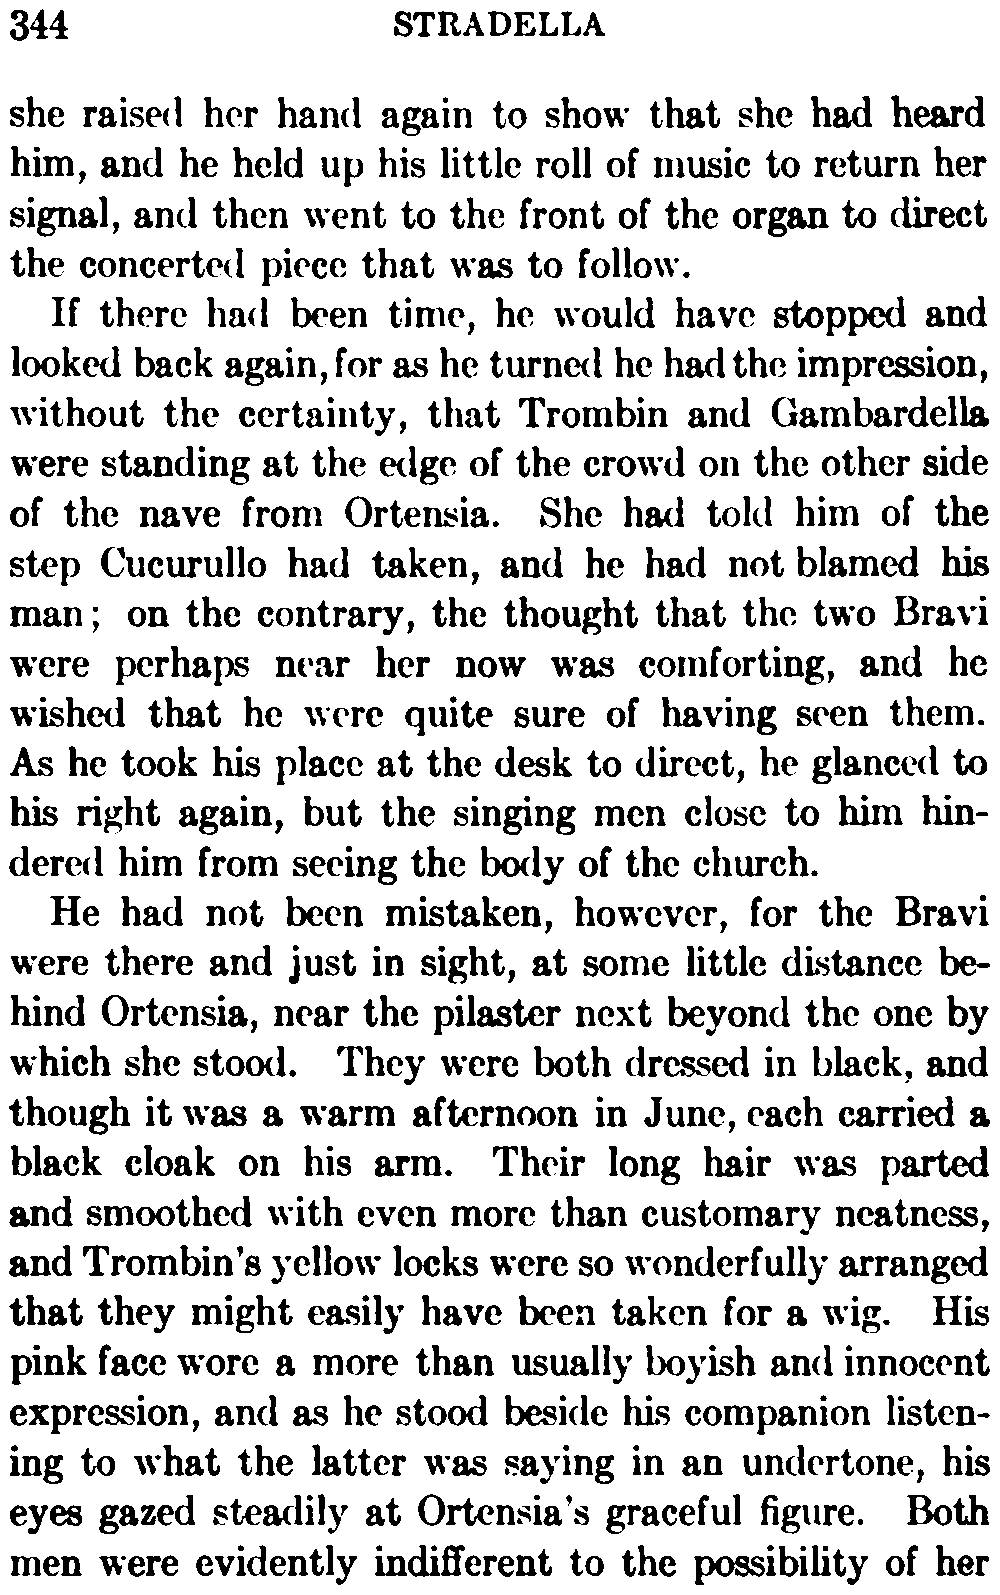 344 STRADELLA
she raised her hand again to show that she had heard
him, and he held up his little roll of music to return her
signal, and then went to the front of the organ to direct
the concerted piece that was to follow.
If there had been time, he would have stopped and
looked back again, for as he turned he had the impression,
without the certainty, that Trombin and Gambardella
were standing at the edge of the crowd on the other side
of the nave from Ortensia. She had told him of the
step Cucurullo had taken, and he had not blamed his
man; on the contrary, the thought that the two Bravi
were perhaps near her now was comforting, and he
wished that he were quite sure of having seen them.
As he took his place at the desk to direct, he glanced to
his right again, but the singing men close to him hin-
dered him from seeing the body of the church.
He had not been mistaken, however, for the Bravi
were there and just in sight, at some little distance be-
hind Ortensia, near the pilaster next beyond the one by
which she stood. They were both dressed in black, and
though it was a warm afternoon in June, each carried a
black cloak on his arm. Their long hair was parted
and smoothed with even more than customary neatness,
and Trombin's yellow locks were so wonderfully arranged
that they might easily have been taken for a wig. His
pink face wore a more than usually boyish and innocent
expression, and as he stood beside his companion listen-
ing to what the latter was saying in an undertone, his
eyes gazed steadily at Ortensia's graceful figure. Both
men were evidently indifferent to the possibility of her